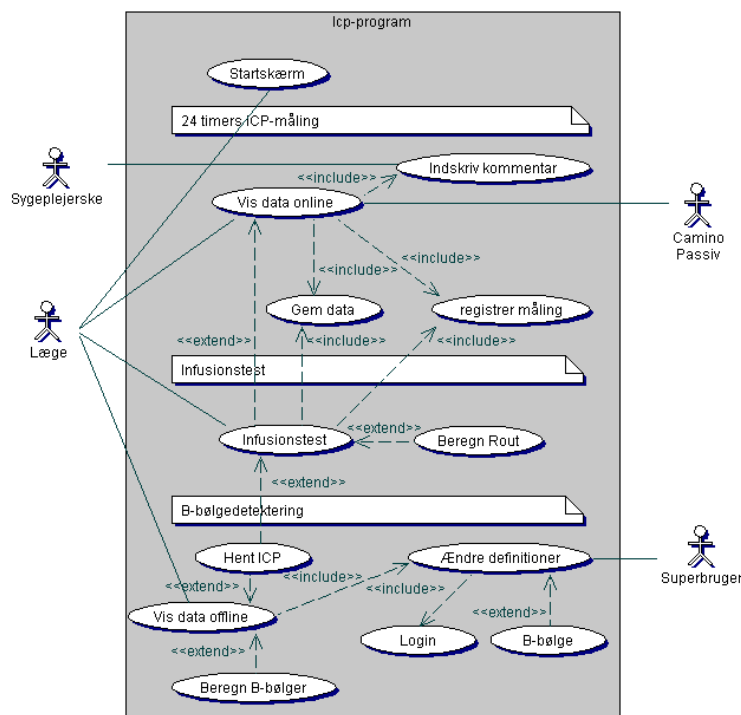 Icp-program
Startskærm
24 timers ICP-måling
Sygeplejerske
Indskriv kommentar
<<include>>
Vis data online
Camino
Passiv
<<include>>
<<include>>
Gem data
registrer måling
Læge
<<extend>>
<<include>>
<<include>>
Infusionstest
Infusionstest
<<extend>>
Beregn Rout
<<extend>>
B-bølgedetektering
Hent ICP
Ændre definitioner
Superbruger
<<extend>>
<<include>>
<<include>>
Vis data offline
<<extend>>
Login
B-bølge
<<extend>>
Beregn B-bølger